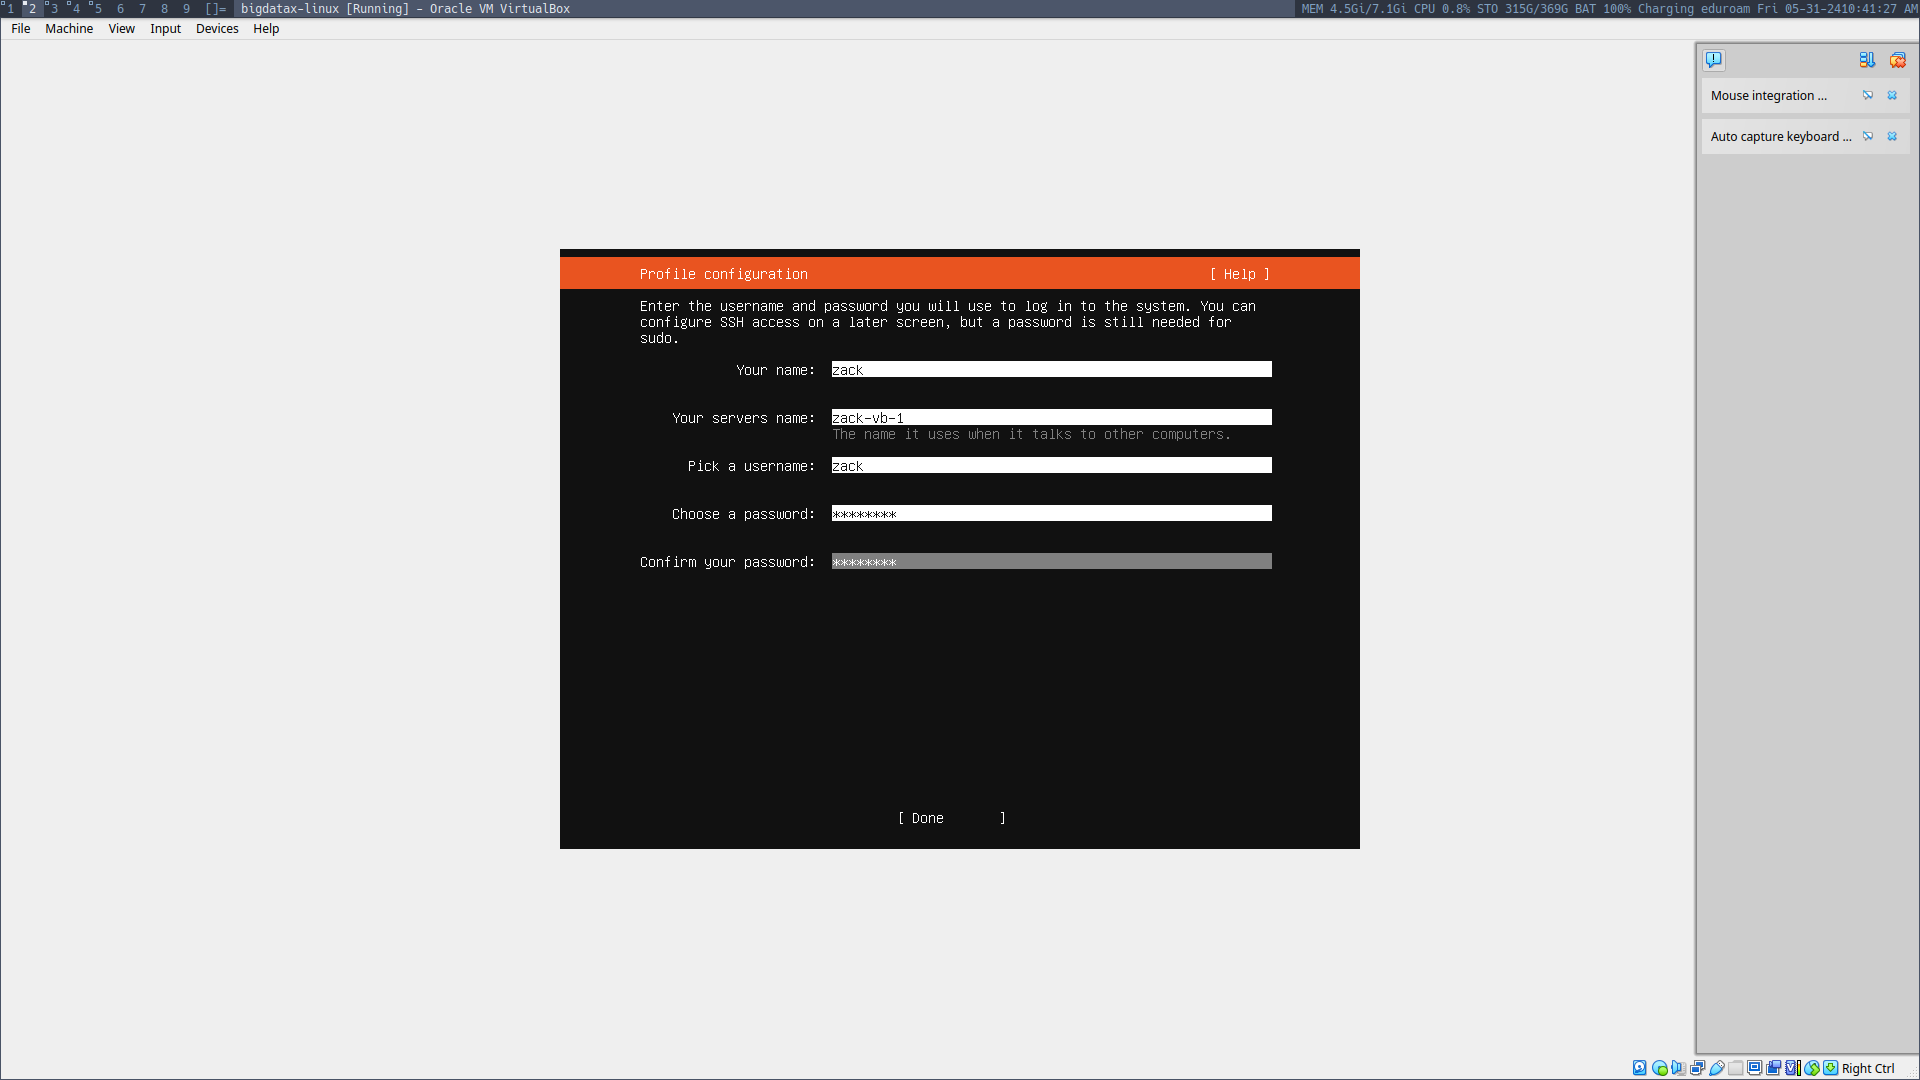 1 2 3 4 5 6 7 8 9 []= bigdatax-linux [Running] - Oracle VM VirtualBox MEM 4.5Gi/7.1Gi CPU 0.8% STO 315G/369G BAT 100% Charging eduroam Fri 05-31-2410:41:27 AM
File Machine View Input Devices Help
Mouse integration ...
Auto capture keyboard ...
Profile configuration [ Help ]
Enter the username and password you will use to log in to the system. You can
configure SSH access on a later screen, but a password is still needed for
sudo.
Your name: zack
Your servers name: zack-vb-1
The name it uses when it talks to other computers.
Pick a username: zack
Choose a password: ********
Confirm your password: ********
[ Done ]
Right Ctrl